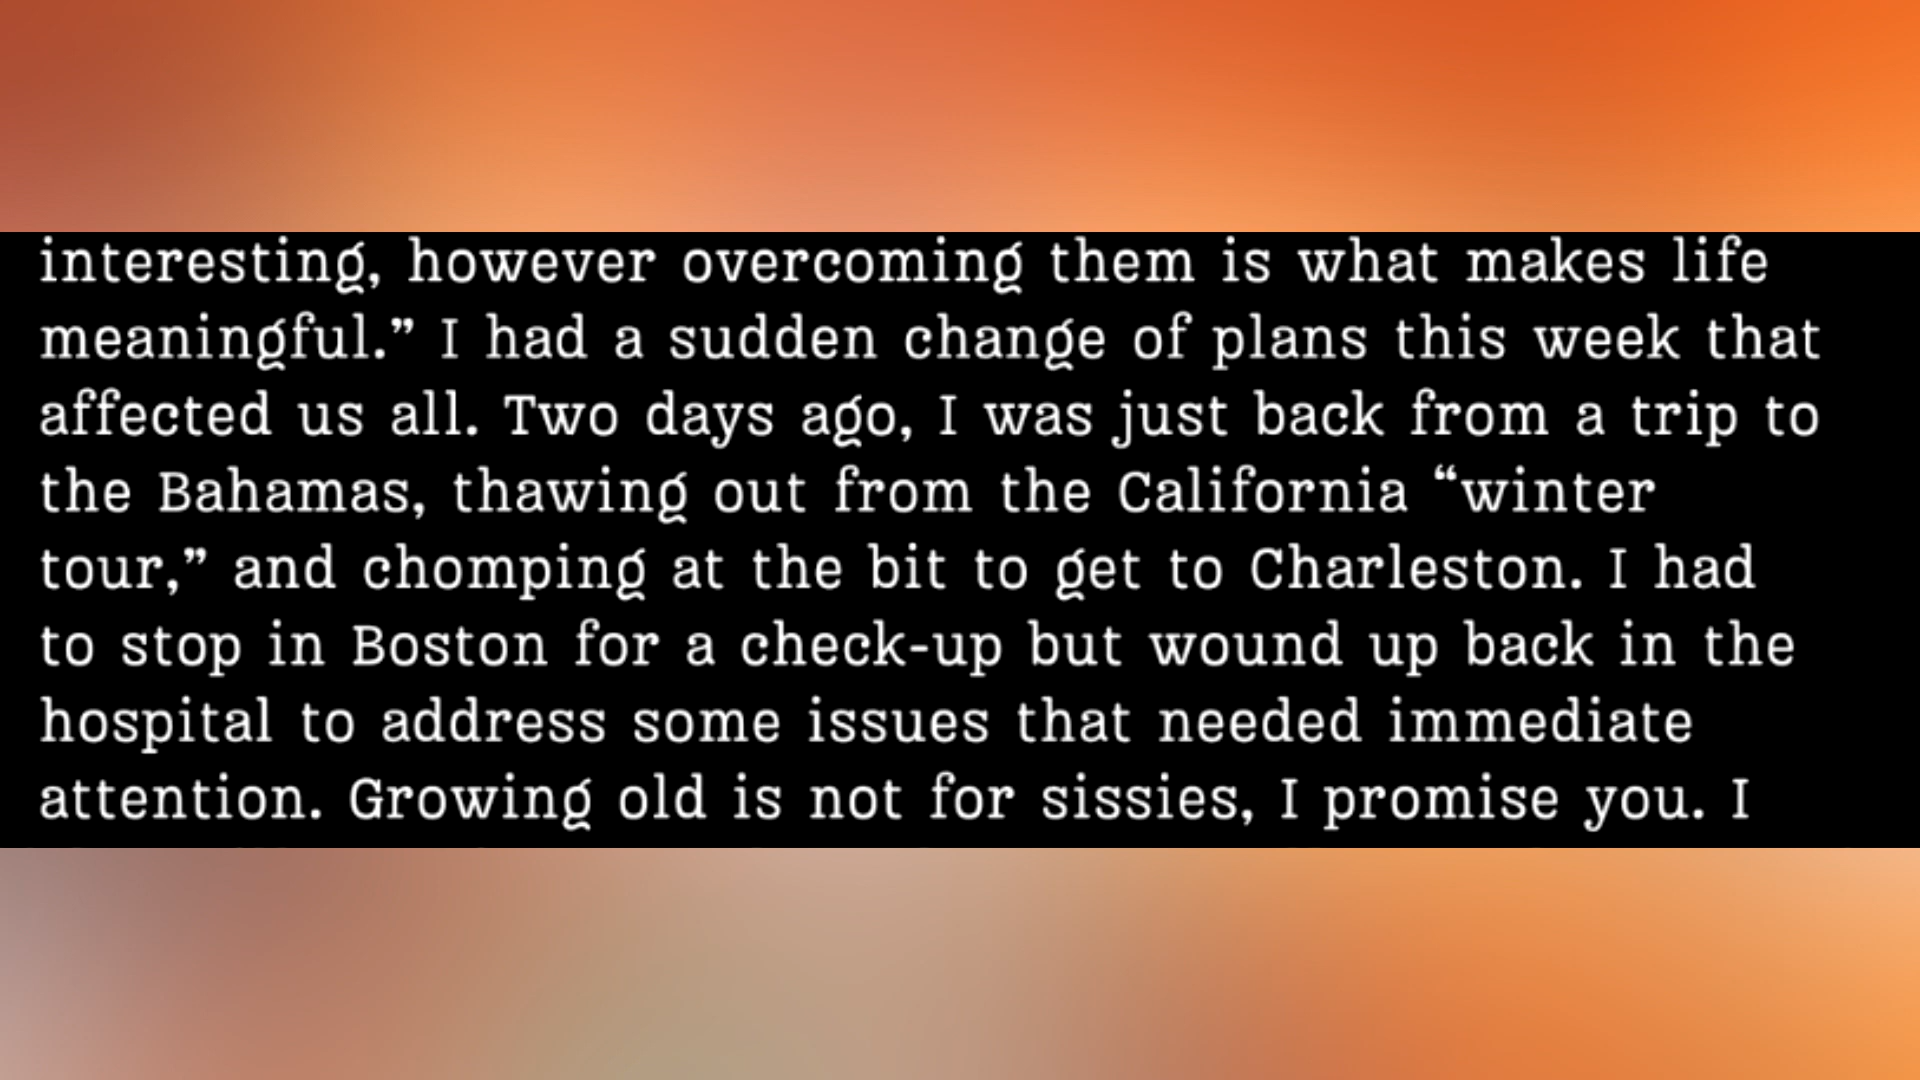 interesting, however overcoming them is what makes life
meaningful.” I had a sudden change of plans this week that
affected us all. Two days ago, I was just back from a trip to
the Bahamas, thawing out from the California “winter
tour,” and chomping at the bit to get to Charleston. I had
to stop in Boston for a check-up but wound up back in the
hospital to address some issues that needed immediate
attention. Growing old is not for sissies, I promise you. I